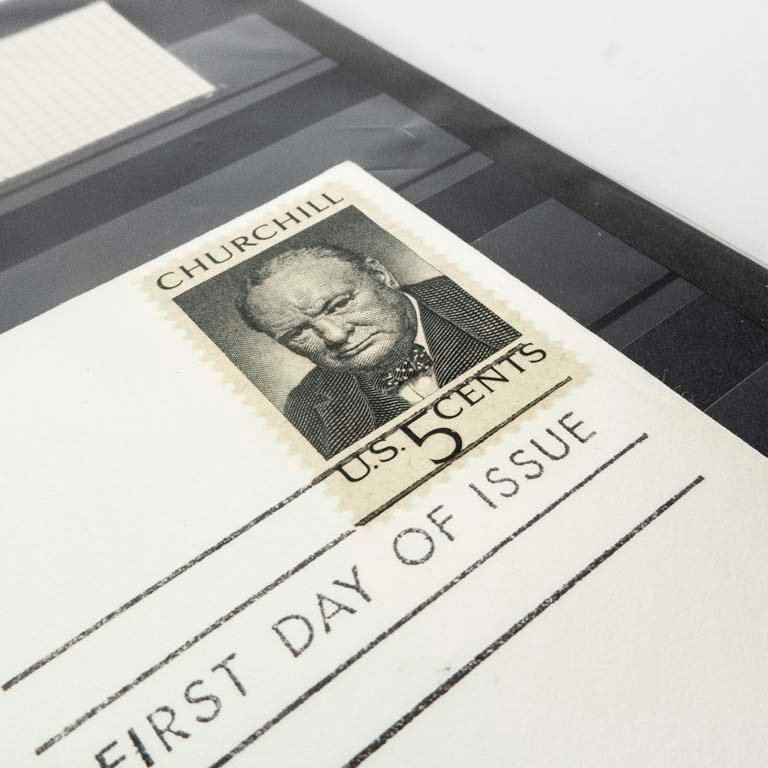 CHURCHILL
U.S. 5 CENTS
FIRST DAY OF ISSUE